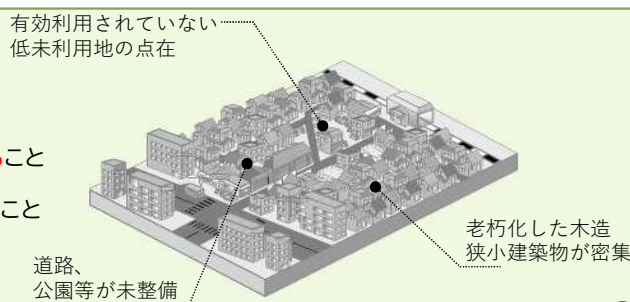 有効利用されていない
低未利用地の点在
こと
こと
道路、
公園等が未整備
老朽化した木造
狭小建築物が密集